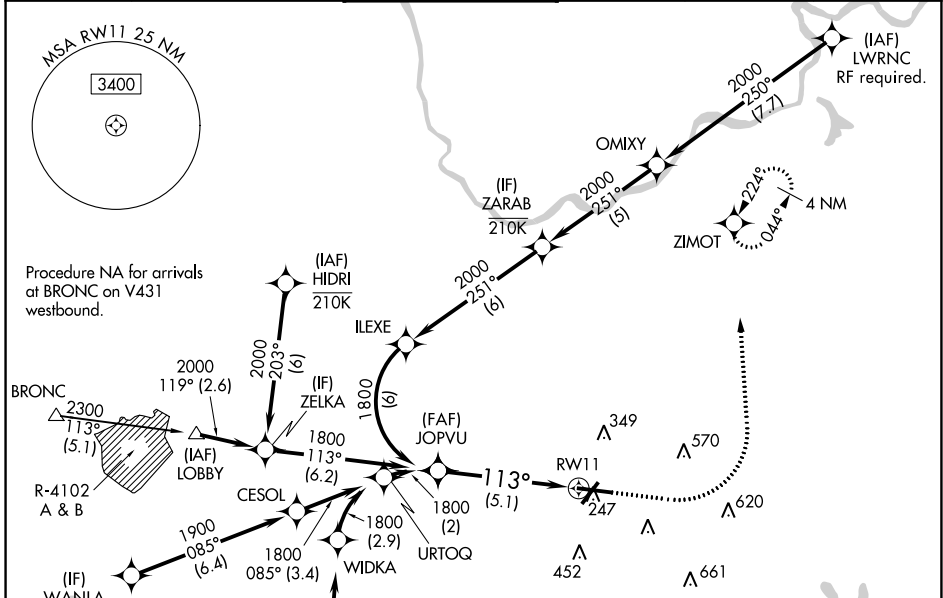 MSA RW11 25 NM
3400
(IAF)
LWRNC
RF required.
2000
250°
(7.7)
OMIXY
2000
251°
(5)
(IF)
ZARAB
210K
224°
044°
4 NM
ZIMOT
Procedure NA for arrivals
at BRONC on V431
westbound.
(IAF)
HIDRI
210K
2000
251°
(6)
ILEXE
2000
203°
(6)
2000
119° (2.6)
(IF)
ZELKA
1800
(6)
BRONC
2300
113°
(5.1)
(IAF)
LOBBY
1800
113°
(6.2)
(FAF)
JOPVU
113°
(5.1)
RW11
349
570
247
620
R-4102
A & B
CESOL
1800
(2)
URTOQ
1800
(2.9)
1900
085°
(6.4)
1800
085° (3.4)
WIDKA
452
661
(IF)